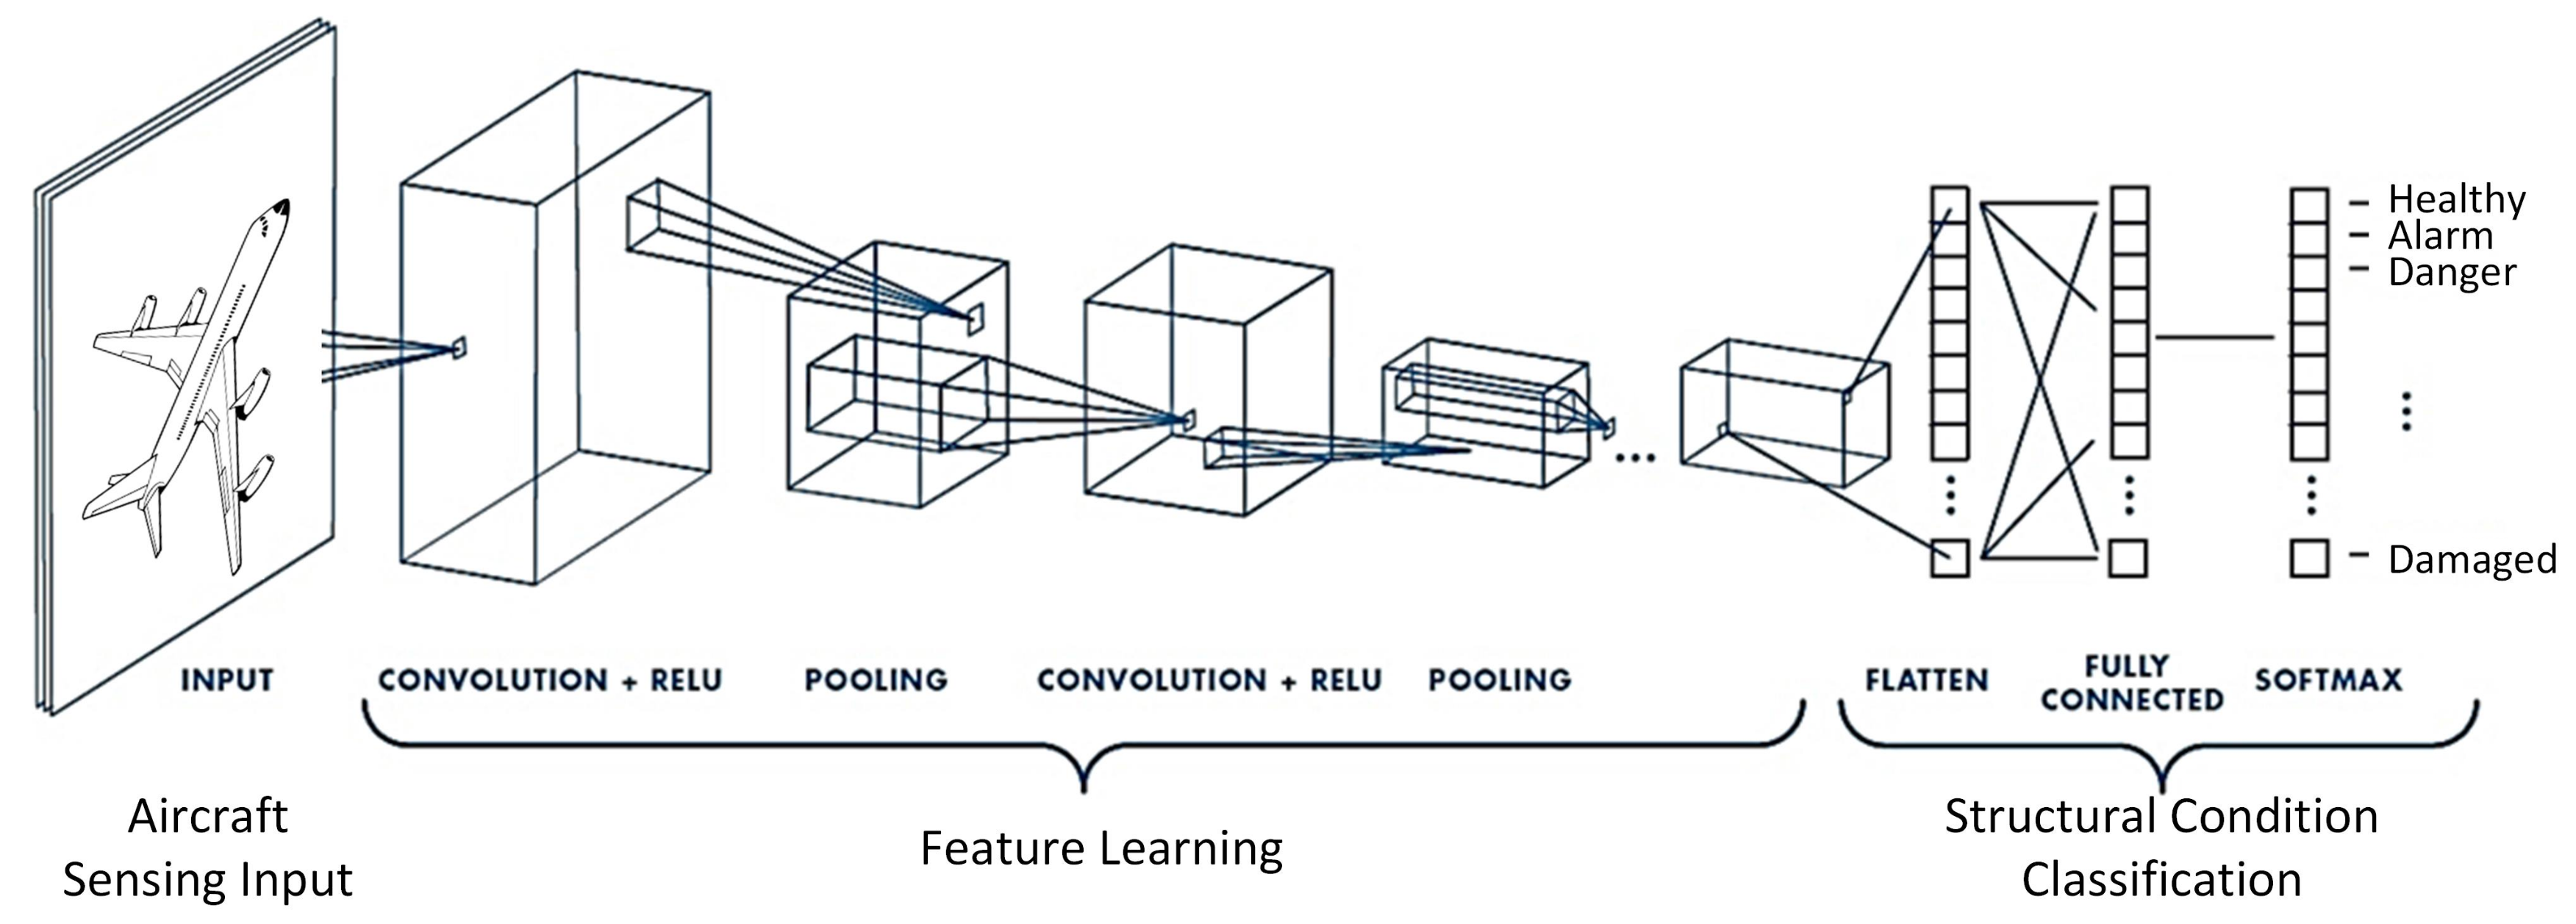 Healthy
Alarm
Danger
Damaged
INPUT
CONVOLUTION + RELU
POOLING
CONVOLUTION + RELU
POOLING
FLATTEN
FULLY
CONNECTED
SOFTMAX
Aircraft
Sensing Input
Feature Learning
Structural Condition
Classification